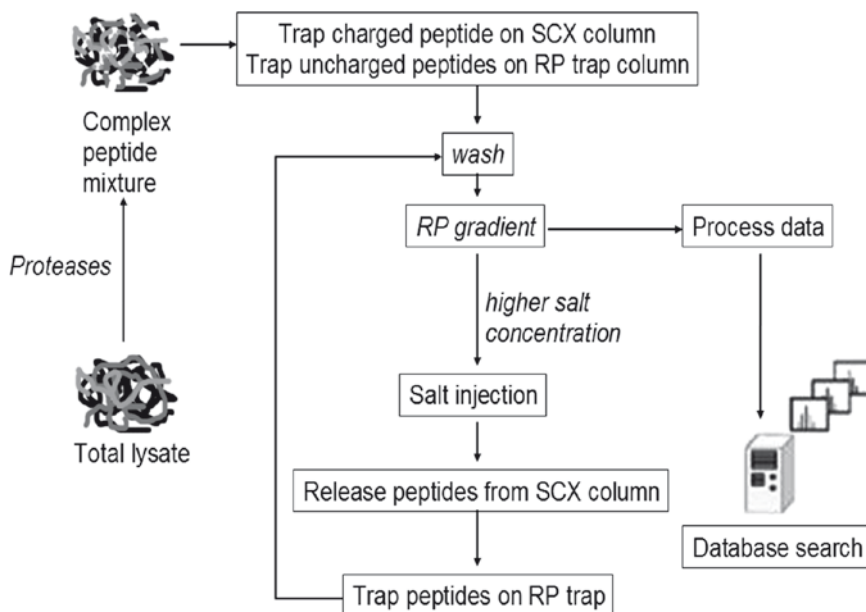 Trap charged peptide on SCX column
Trap uncharged peptides on RP trap column
Complex
peptide
mixture
wash
RP gradient
Process data
Proteases
higher salt
concentration
Salt injection
Total lysate
Release peptides from SCX column
Database search
Trap peptides on RP trap